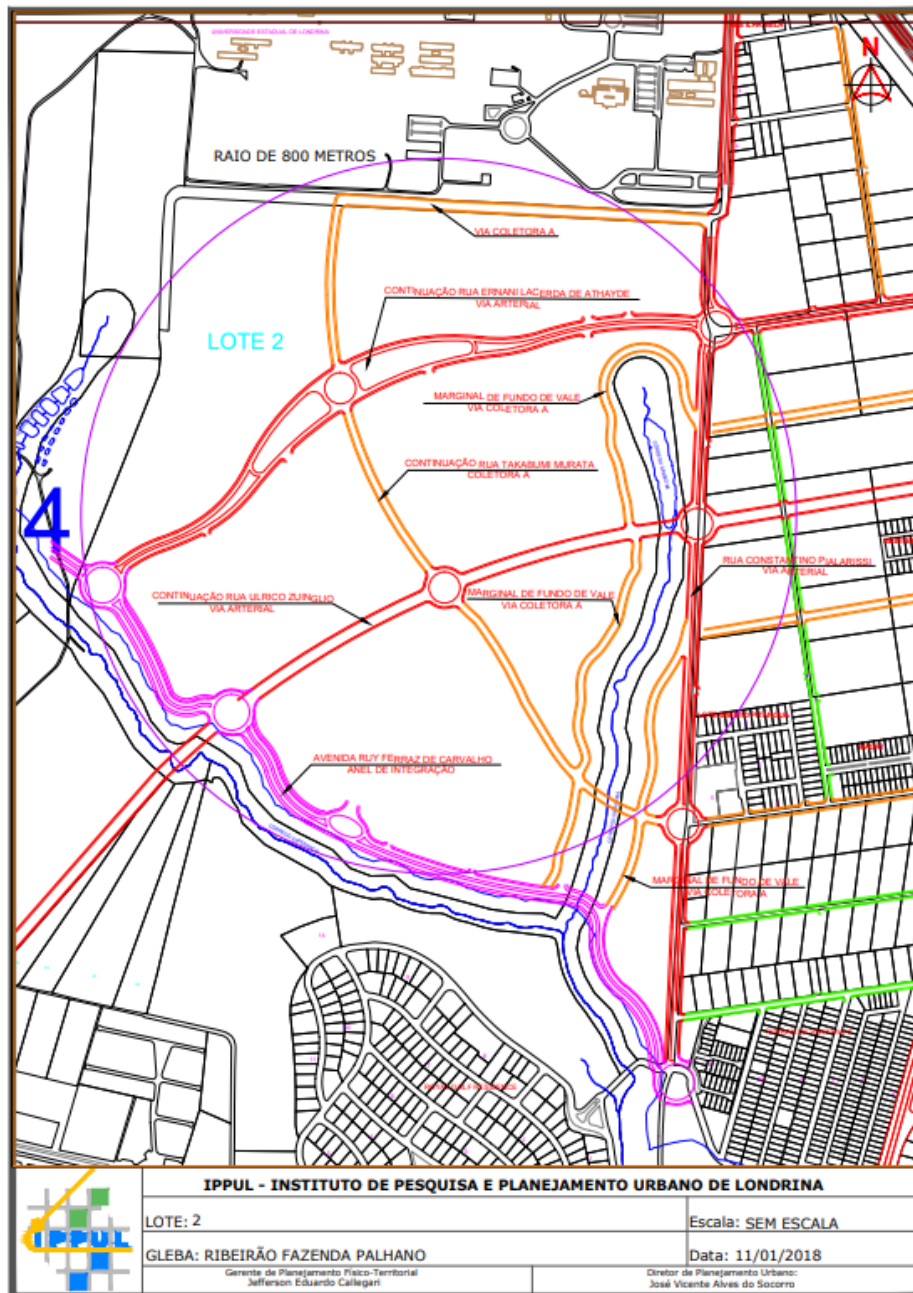 UNIVERSIDADE ESTADUAL DE LONDRINA
N
RAIO DE 800 METROS
VIA COLETORA A
CONTINUAÇÃO RUA ERNANI LACERDA DE ATHAYDE
VIA ARTERIAL
LOTE 2
MARGINAL DE FUNDO DE VALE
VIA COLETORA A
CONTINUAÇÃO RUA TAKABUMI MURATA
COLETORA A
4
RUA CONSTANTINO PIALARISSI
VIA ARTERIAL
CONTINUAÇÃO RUA ULRICO ZUINGLIO
VIA ARTERIAL
MARGINAL DE FUNDO DE VALE
VIA COLETORA A
AVENIDA RUY FERRAZ DE CARVALHO
ANEL DE INTEGRAÇÃO
MARGINAL DE FUNDO DE VALE
VIA COLETORA A
IPPUL
IPPUL - INSTITUTO DE PESQUISA E PLANEJAMENTO URBANO DE LONDRINA
LOTE: 2
Escala: SEM ESCALA
GLEBA: RIBEIRÃO FAZENDA PALHANO
Data: 11/01/2018
Gerente de Planejamento Físico-Territorial
Jefferson Eduardo Callegari
Diretor de Planejamento Urbano:
José Vicente Alves do Socorro